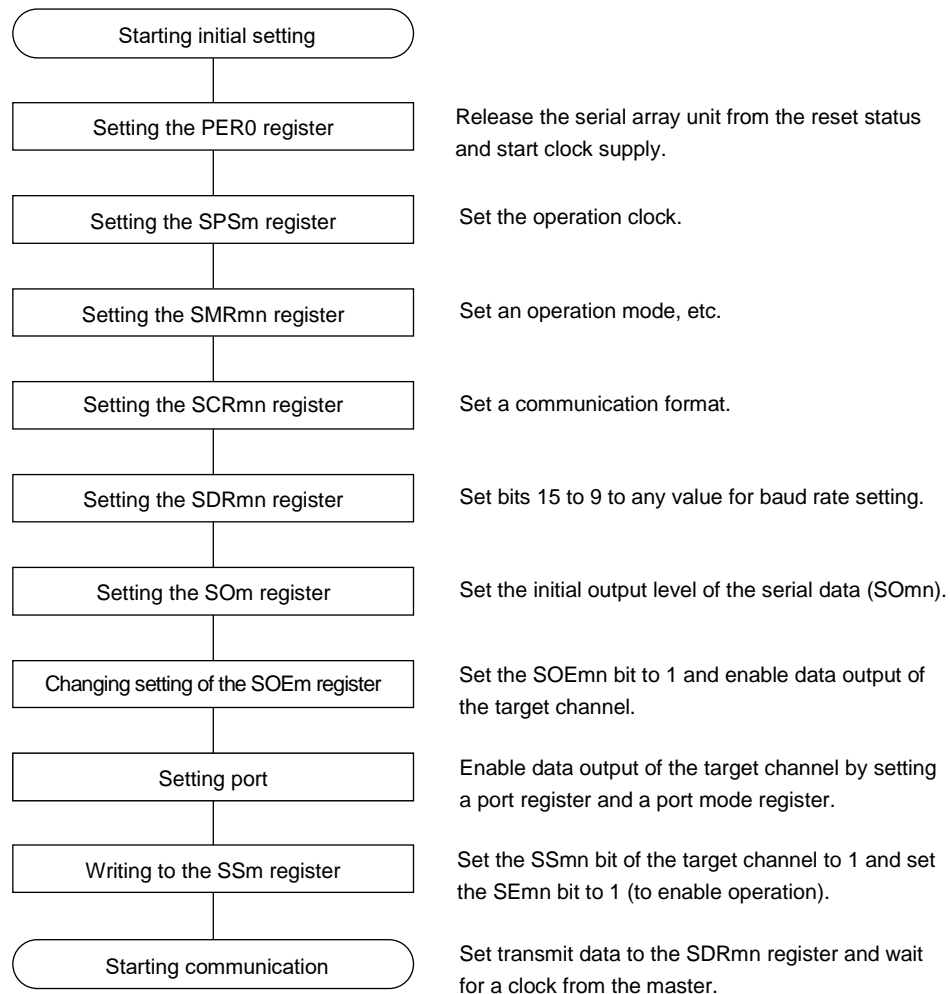 Starting initial setting
Setting the PER0 register
Release the serial array unit from the reset status
and start clock supply.
Setting the SPSm register
Set the operation clock.
Setting the SMRmn register
Set an operation mode, etc.
Setting the SCRmn register
Set a communication format.
Setting the SDRmn register
Set bits 15 to 9 to any value for baud rate setting.
Setting the SOm register
Set the initial output level of the serial data (SOmn).
Changing setting of the SOEm register
Set the SOEmn bit to 1 and enable data output of
the target channel.
Setting port
Enable data output of the target channel by setting
a port register and a port mode register.
Writing to the SSm register
Set the SSmn bit of the target channel to 1 and set
the SEmn bit to 1 (to enable operation).
Starting communication
Set transmit data to the SDRmn register and wait
for a clock from the master.